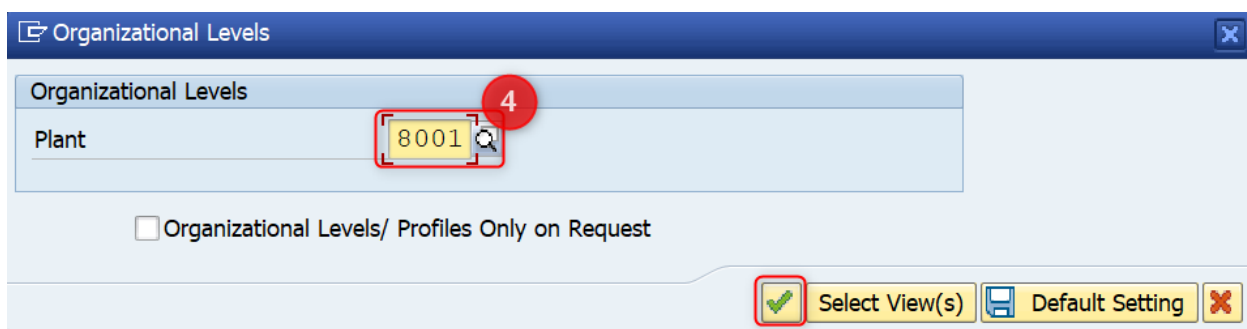 Organizational Levels
Organizational Levels
4
Plant 8001
Organizational Levels/ Profiles Only on Request
Select View(s) Default Setting